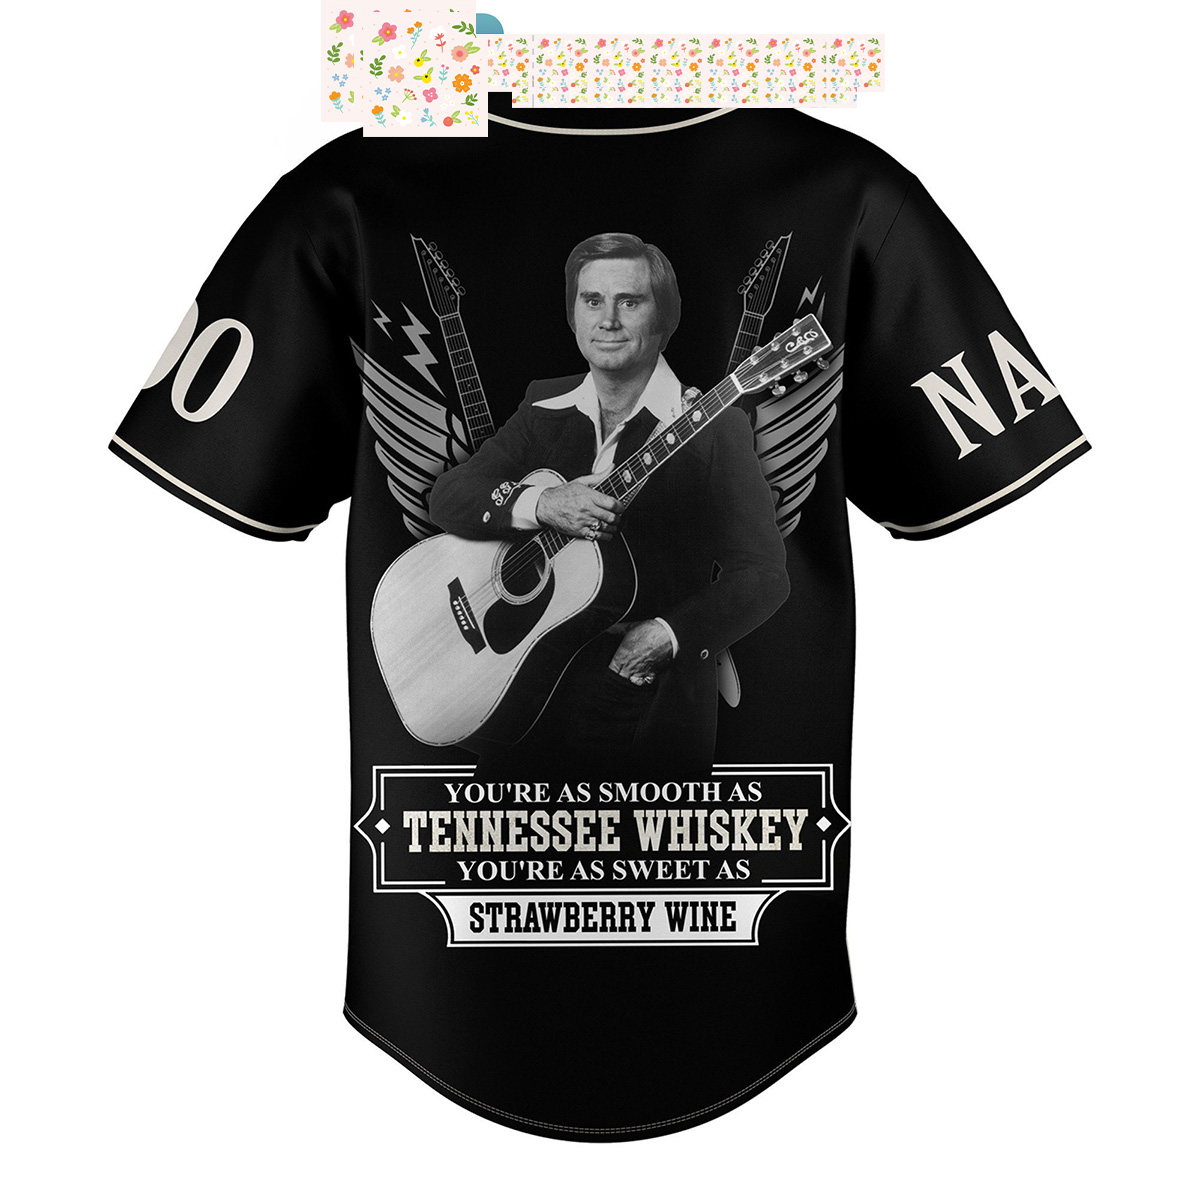 00
NA
YOU'RE AS SMOOTH AS
TENNESSEE WHISKEY
YOU'RE AS SWEET AS
STRAWBERRY WINE